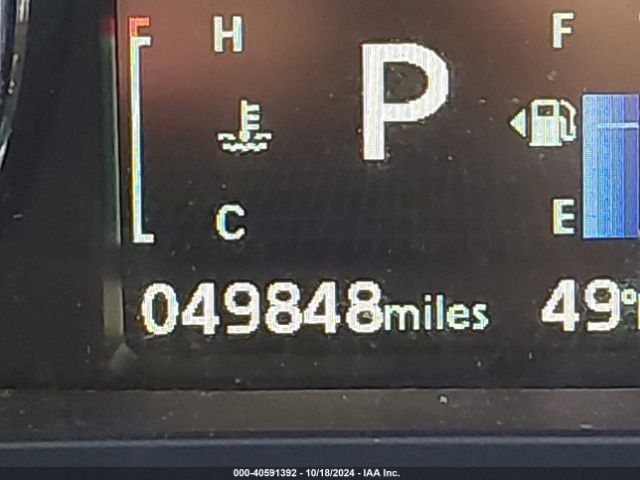 H P F
E
C E
049848miles 49°
000-40591392 - 10/18/2024 - IAA Inc.